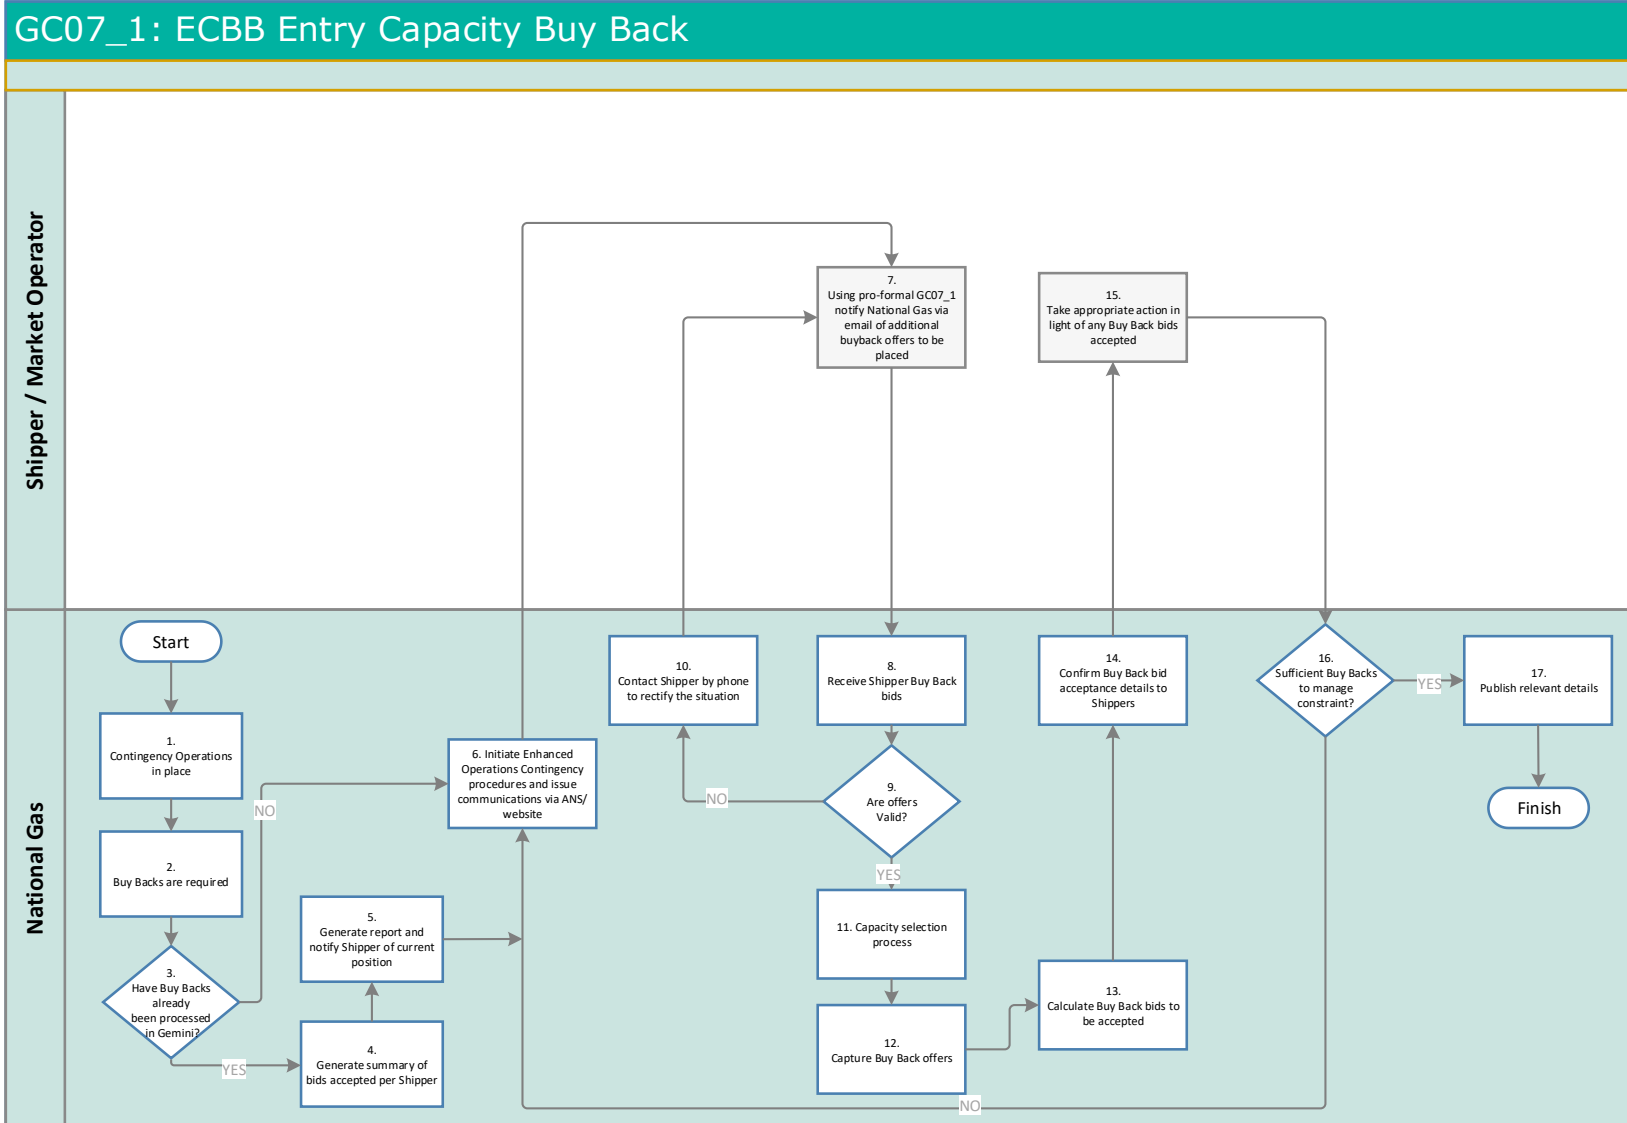 GC07_1: ECBB Entry Capacity Buy Back
Shipper / Market Operator
7.
Using pro-formal GC07_1
notify National Gas via
email of additional
buyback offers to be
placed
15.
Take appropriate action in
light of any Buy Back bids
accepted
National Gas
Start
1.
Contingency Operations
in place
2.
Buy Backs are required
3.
Have Buy Backs
already
been processed
in Gemini?
NO
YES
4.
Generate summary of
bids accepted per Shipper
5.
Generate report and
notify Shipper of current
position
6. Initiate Enhanced
Operations Contingency
procedures and issue
communications via ANS/
website
10.
Contact Shipper by phone
to rectify the situation
8.
Receive Shipper Buy Back
bids
9.
Are offers
Valid?
NO
YES
11. Capacity selection
process
12.
Capture Buy Back offers
13.
Calculate Buy Back bids to
be accepted
14.
Confirm Buy Back bid
acceptance details to
Shippers
16.
Sufficient Buy Backs
to manage
constraint?
YES
NO
17.
Publish relevant details
Finish